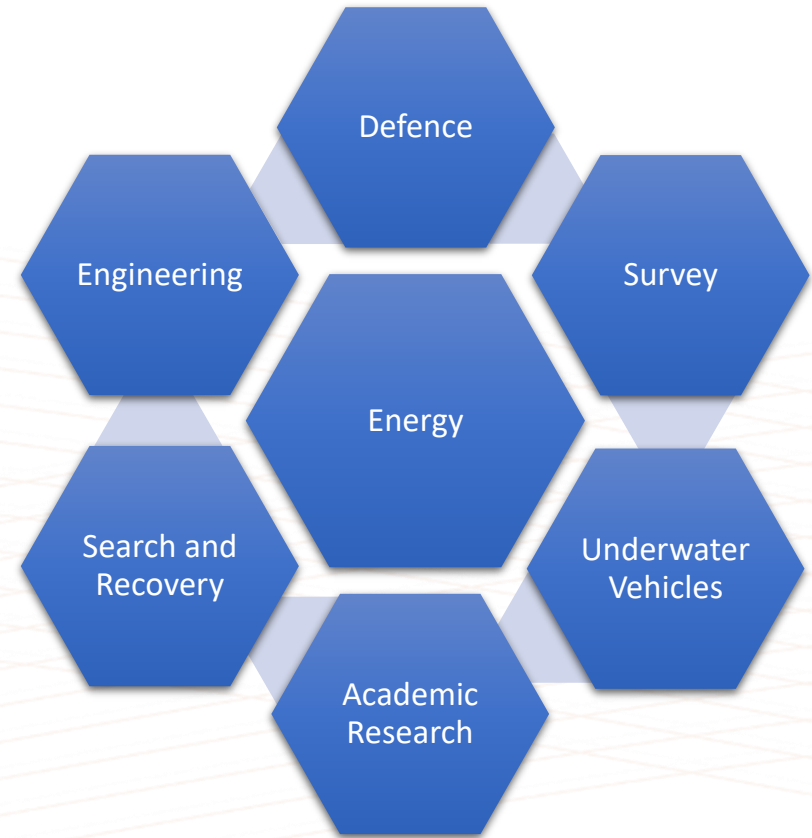 Defence
Engineering
Survey
Energy
Search and
Recovery
Underwater
Vehicles
Academic
Research